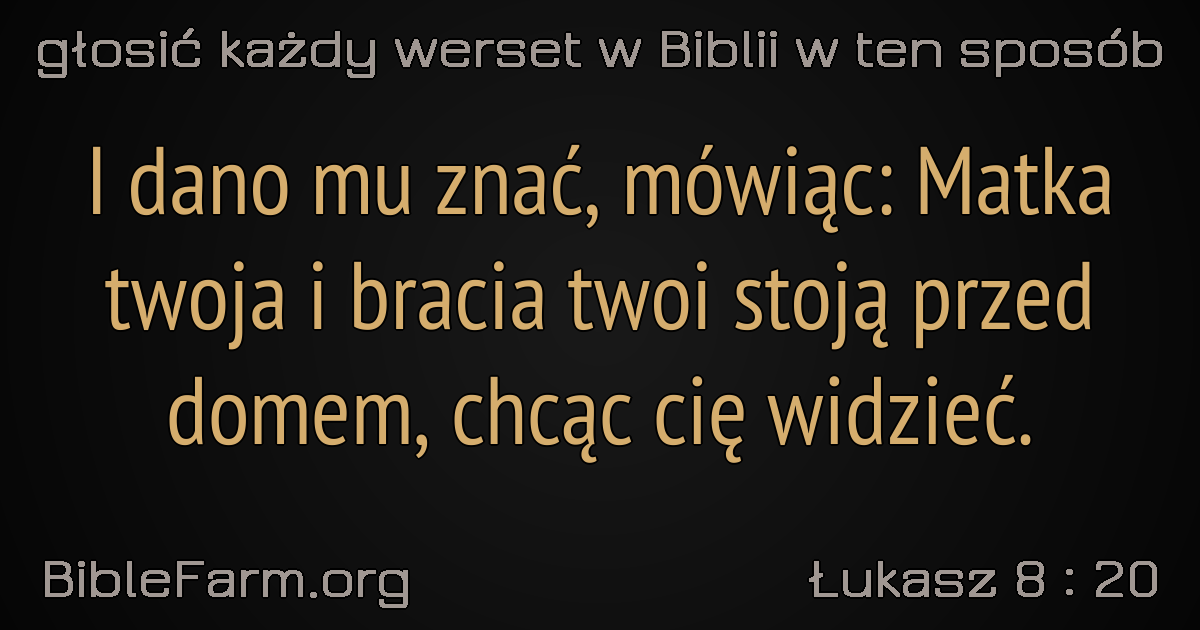 głosić każdy werset w Biblii w ten sposób
I dano mu znać, mówiąc: Matka
twoja i bracia twoi stoją przed
domem, chcąc cię widzieć.
BibleFarm.org
Łukasz 8 : 20